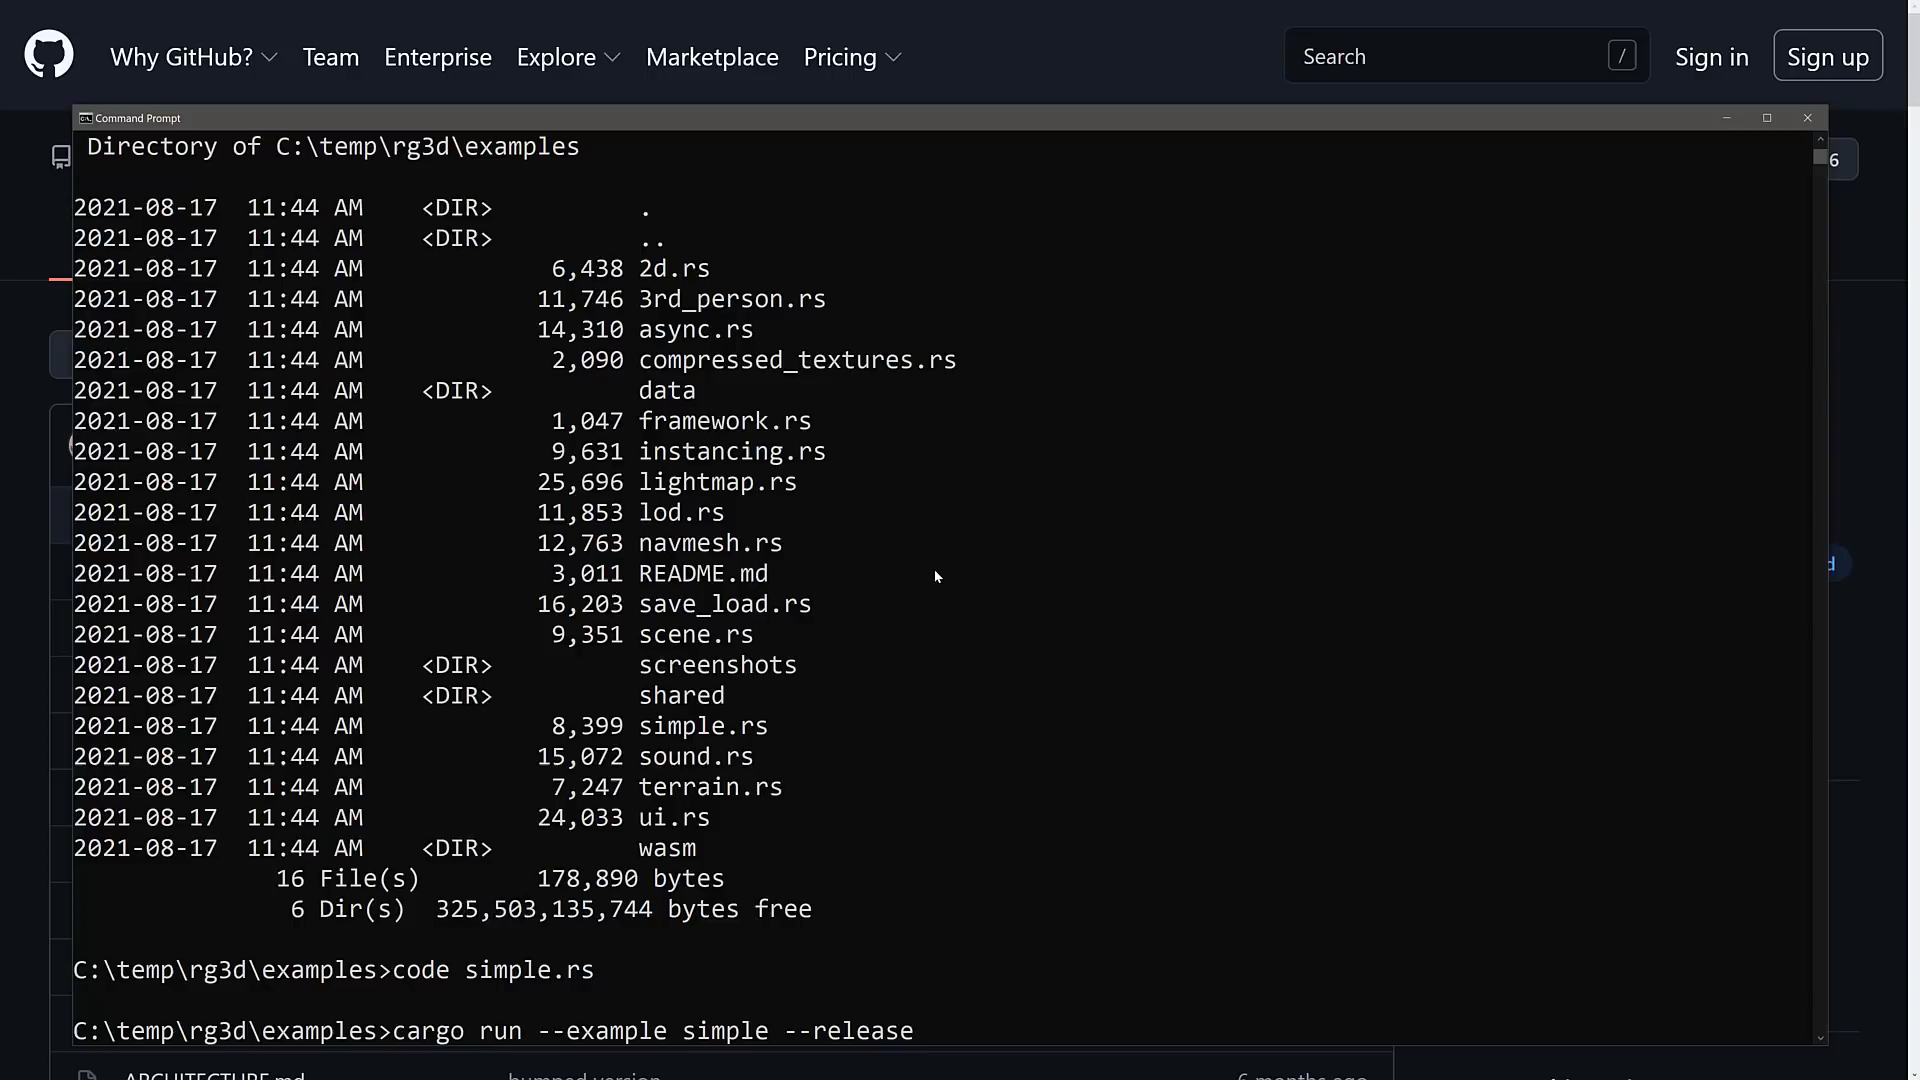 Why GitHub? Team Enterprise Explore Marketplace Pricing Search / Sign in Sign up
Command Prompt
Directory of C:\temp\rg3d\examples
6
2021-08-17  11:44 AM    <DIR>          .
2021-08-17  11:44 AM    <DIR>          ..
2021-08-17  11:44 AM             6,438 2d.rs
2021-08-17  11:44 AM            11,746 3rd_person.rs
2021-08-17  11:44 AM            14,310 async.rs
2021-08-17  11:44 AM             2,090 compressed_textures.rs
2021-08-17  11:44 AM    <DIR>          data
2021-08-17  11:44 AM             1,047 framework.rs
2021-08-17  11:44 AM             9,631 instancing.rs
2021-08-17  11:44 AM            25,696 lightmap.rs
2021-08-17  11:44 AM            11,853 lod.rs
2021-08-17  11:44 AM            12,763 navmesh.rs
2021-08-17  11:44 AM             3,011 README.md
2021-08-17  11:44 AM            16,203 save_load.rs
2021-08-17  11:44 AM             9,351 scene.rs
2021-08-17  11:44 AM    <DIR>          screenshots
2021-08-17  11:44 AM    <DIR>          shared
2021-08-17  11:44 AM             8,399 simple.rs
2021-08-17  11:44 AM            15,072 sound.rs
2021-08-17  11:44 AM             7,247 terrain.rs
2021-08-17  11:44 AM            24,033 ui.rs
2021-08-17  11:44 AM    <DIR>          wasm
16 File(s)        178,890 bytes
6 Dir(s)  325,503,135,744 bytes free
C:\temp\rg3d\examples>code simple.rs
C:\temp\rg3d\examples>cargo run --example simple --release
ARCHITECTURE.md bumped version 6 months ago